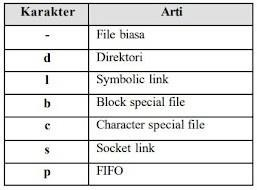 Karakter Arti
- File biasa
d Direktori
l Symbolic link
b Block special file
c Character special file
s Socket link
p FIFO